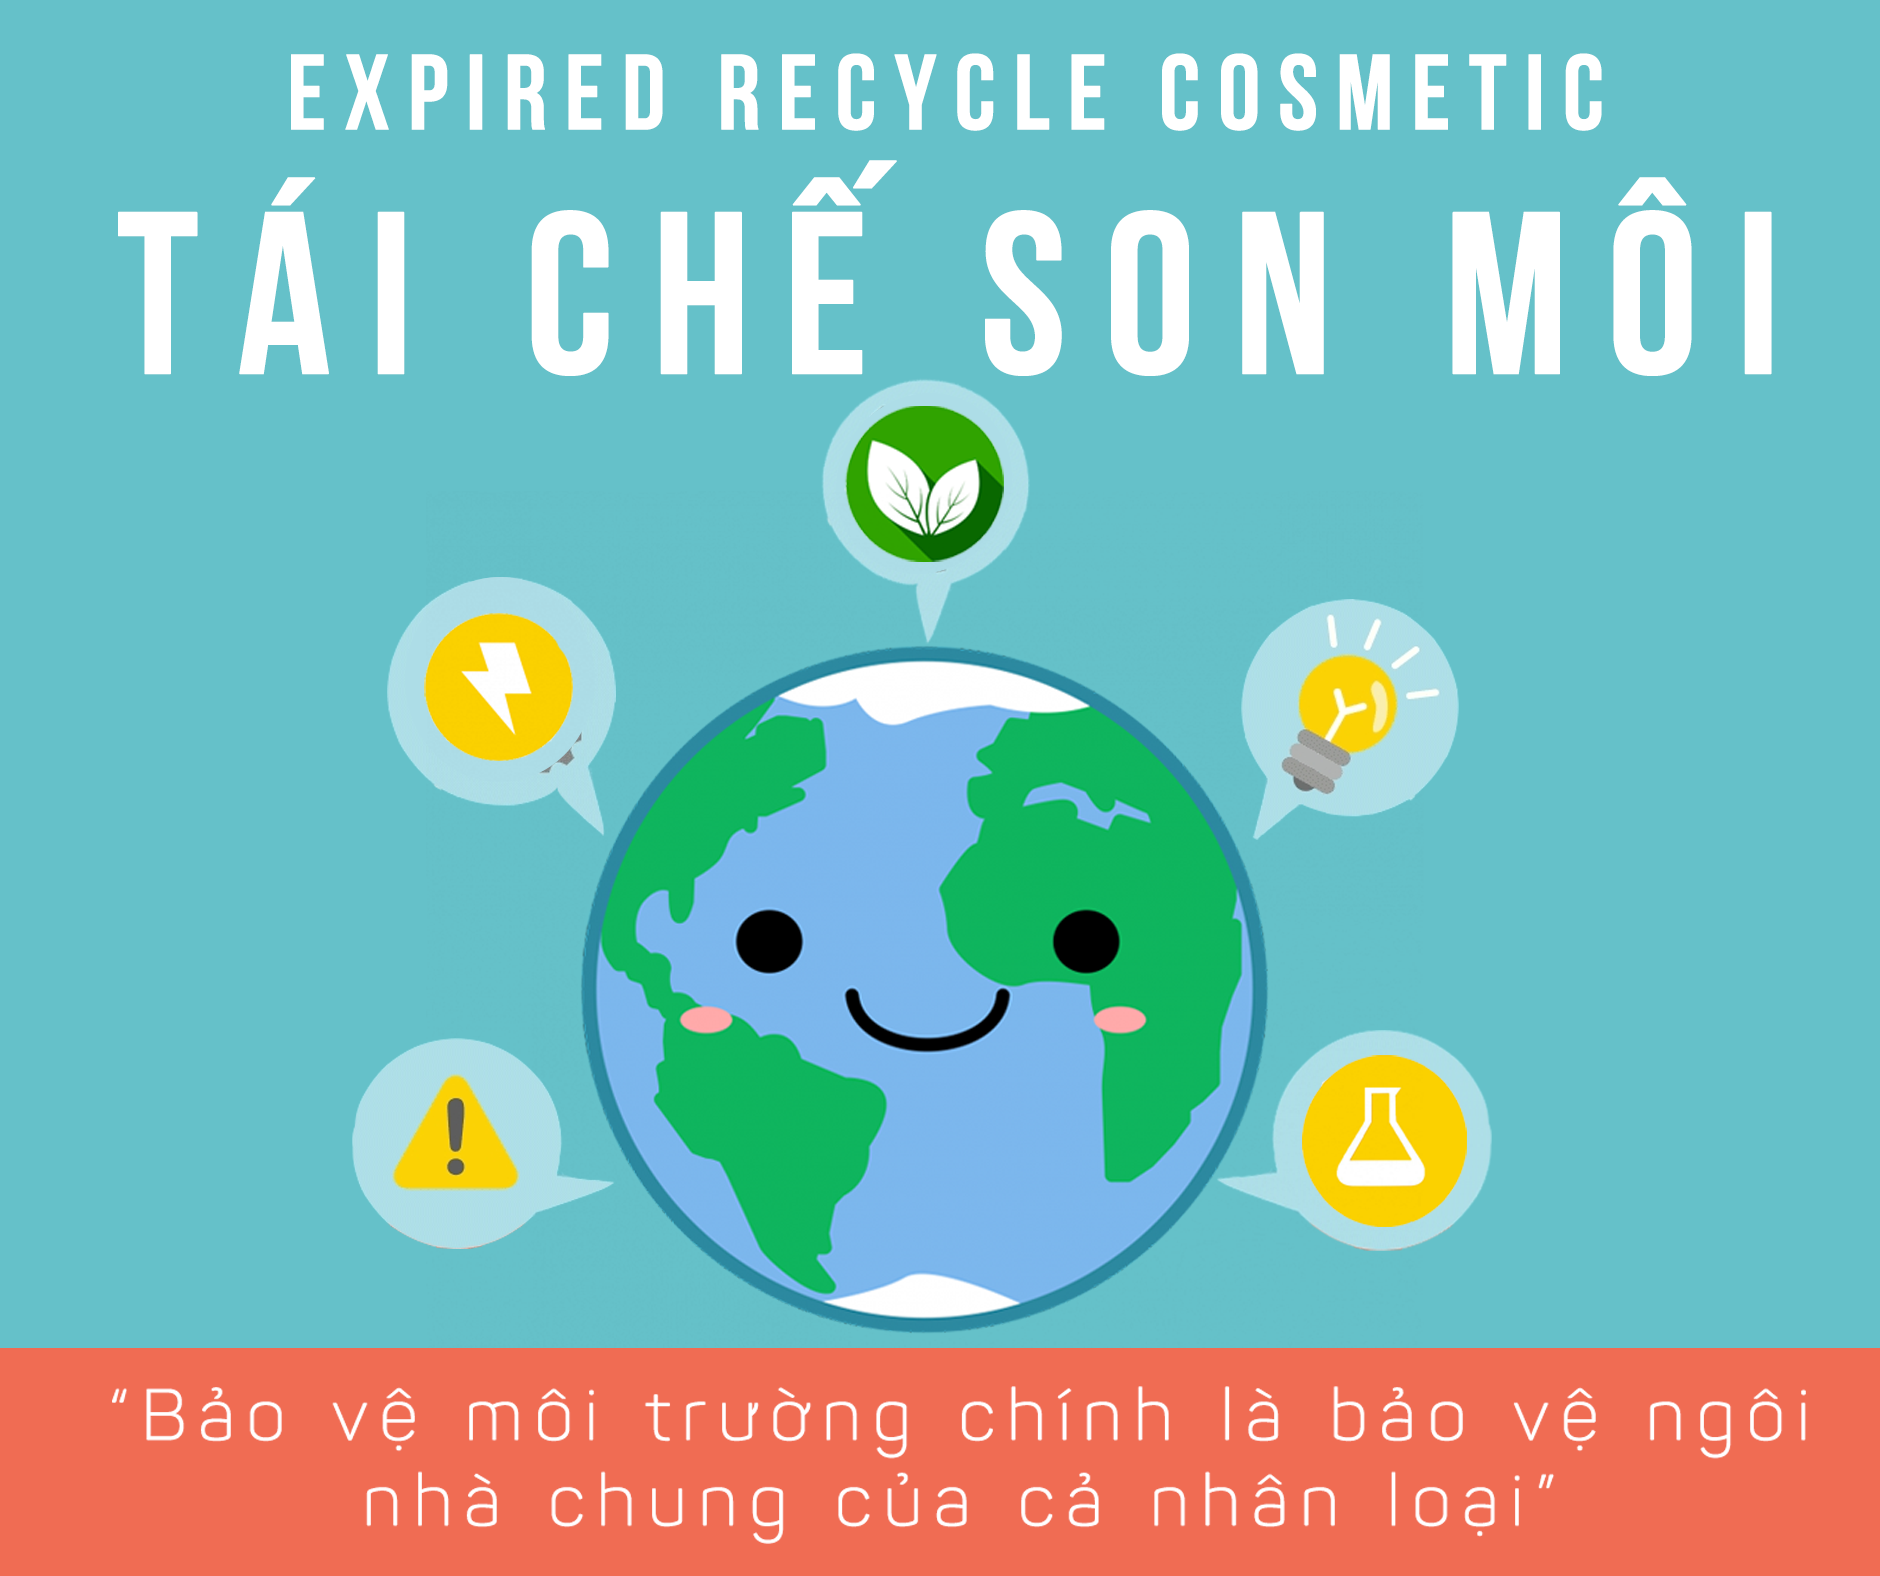 EXPIRED RECYCLE COSMETIC
TÁI CHẾ SON MÔI
“Bảo vệ môi trường chính là bảo vệ ngôi
nhà chung của cả nhân loại”